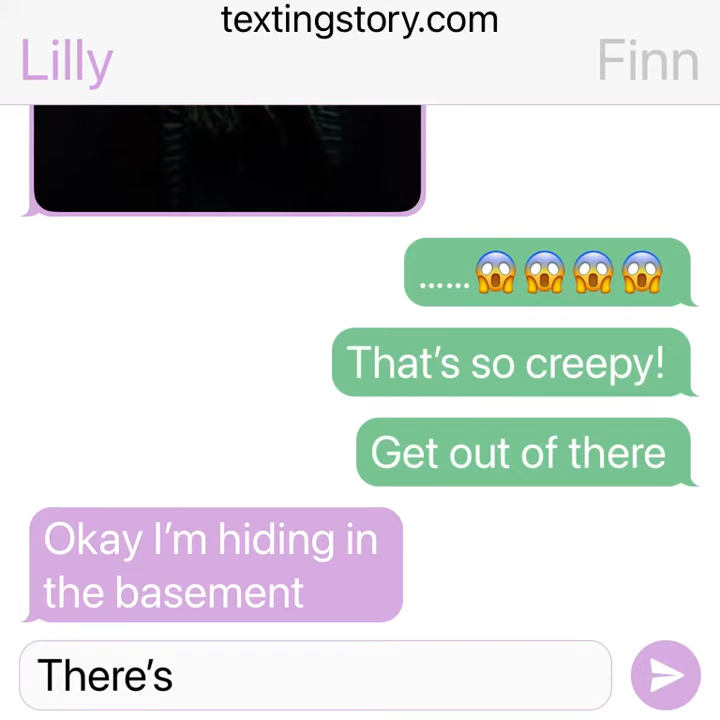 textingstory.com
Lilly
Finn
......😱😱😱😱
That’s so creepy!
Get out of there
Okay I’m hiding in
the basement
There’s